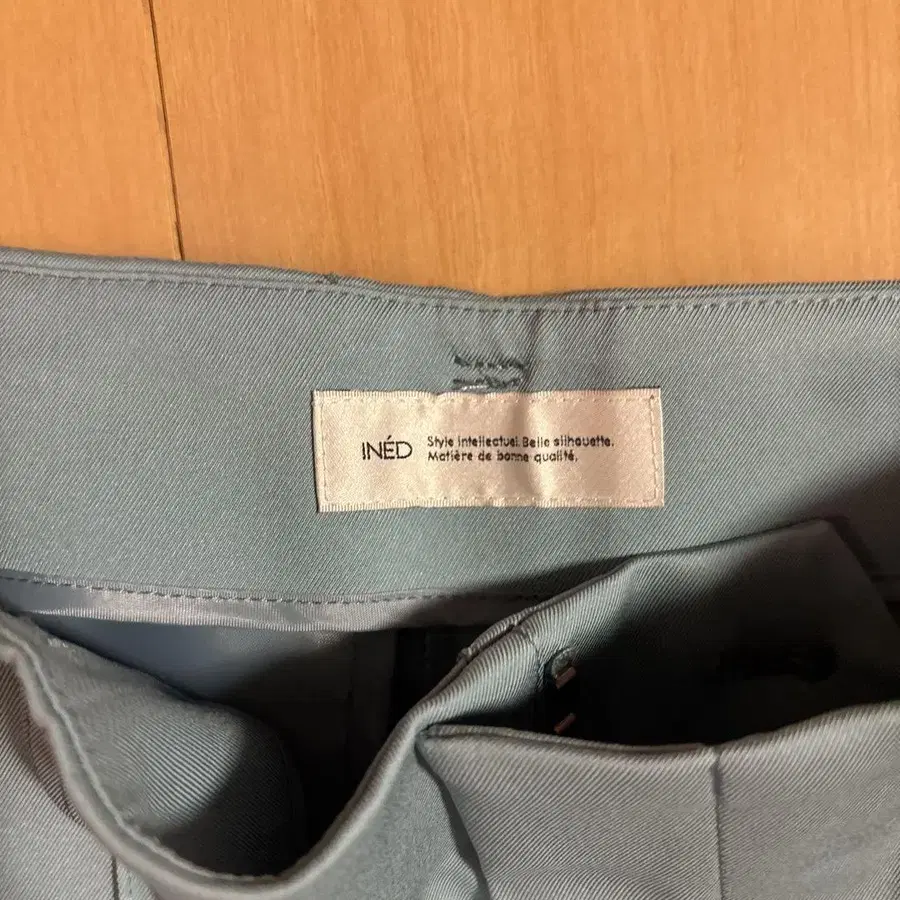 INÉD
Style intellectuel. Belle silhouette.
Matière de bonne qualité.